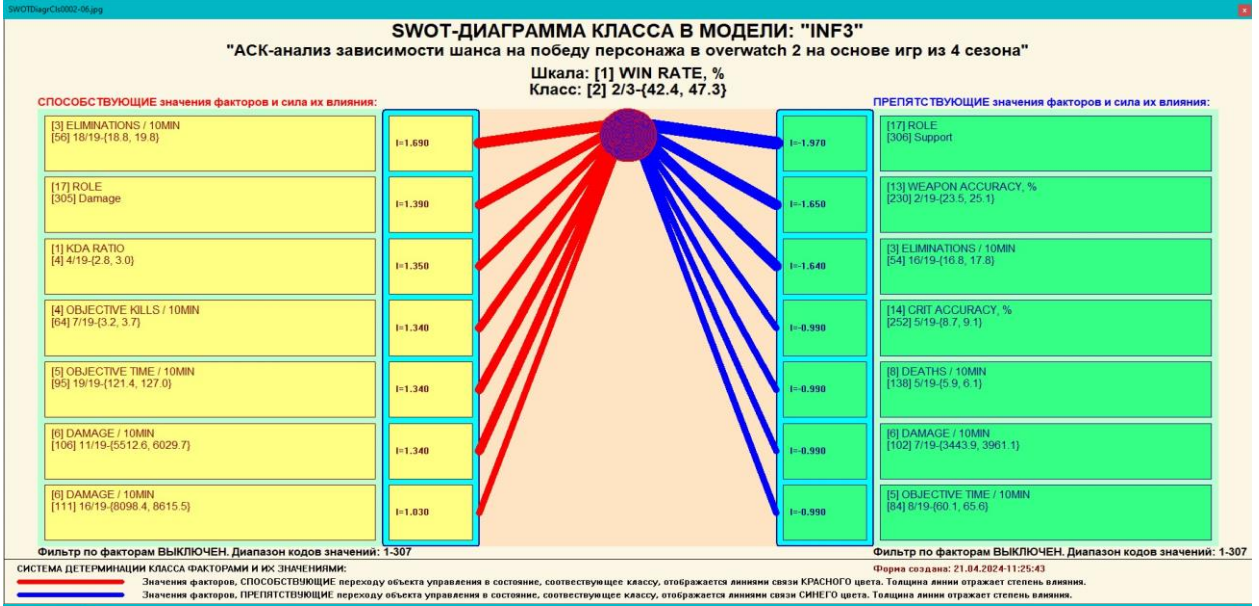 SWOTDiagrCls0002-06.jpg
SWOT-ДИАГРАММА КЛАССА В МОДЕЛИ: "INF3"
"АСК-анализ зависимости шанса на победу персонажа в overwatch 2 на основе игр из 4 сезона"
Шкала: [1] WIN RATE, %
Класс: [2] 2/3-{42.4, 47.3}
СПОСОБСТВУЮЩИЕ значения факторов и сила их влияния:
[3] ELIMINATIONS / 10MIN
[56] 18/19-{18.8, 19.8}
I=1.690
[17] ROLE
[305] Damage
I=1.390
[1] KDA RATIO
[4] 4/19-{2.8, 3.0}
I=1.350
[4] OBJECTIVE KILLS / 10MIN
[64] 7/19-{3.2, 3.7}
I=1.340
[5] OBJECTIVE TIME / 10MIN
[95] 19/19-{121.4, 127.0}
I=1.340
[6] DAMAGE / 10MIN
[106] 11/19-{5512.6, 6029.7}
I=1.340
[6] DAMAGE / 10MIN
[111] 16/19-{8098.4, 8615.5}
I=1.030
Фильтр по факторам ВЫКЛЮЧЕН. Диапазон кодов значений: 1-307
ПРЕПЯТСТВУЮЩИЕ значения факторов и сила их влияния:
I=-1.970
[17] ROLE
[306] Support
I=-1.650
[13] WEAPON ACCURACY, %
[230] 2/19-{23.5, 25.1}
I=-1.640
[3] ELIMINATIONS / 10MIN
[54] 16/19-{16.8, 17.8}
I=-0.990
[14] CRIT ACCURACY, %
[252] 5/19-{8.7, 9.1}
I=-0.990
[8] DEATHS / 10MIN
[138] 5/19-{5.9, 6.1}
I=-0.990
[6] DAMAGE / 10MIN
[102] 7/19-{3443.9, 3961.1}
I=-0.990
[5] OBJECTIVE TIME / 10MIN
[84] 8/19-{60.1, 65.6}
Фильтр по факторам ВЫКЛЮЧЕН. Диапазон кодов значений: 1-307
СИСТЕМА ДЕТЕРМИНАЦИИ КЛАССА ФАКТОРАМИ И ИХ ЗНАЧЕНИЯМИ:
Форма создана: 21.04.2024-11:25:43
Значения факторов, СПОСОБСТВУЮЩИЕ переходу объекта управления в состояние, соотвествующее классу, отображается линиями связи КРАСНОГО цвета. Толщина линии отражает степень влияния.
Значения факторов, ПРЕПЯТСТВУЮЩИЕ переходу объекта управления в состояние, соотвествующее классу, отображается линиями связи СИНЕГО цвета. Толщина линии отражает степень влияния.